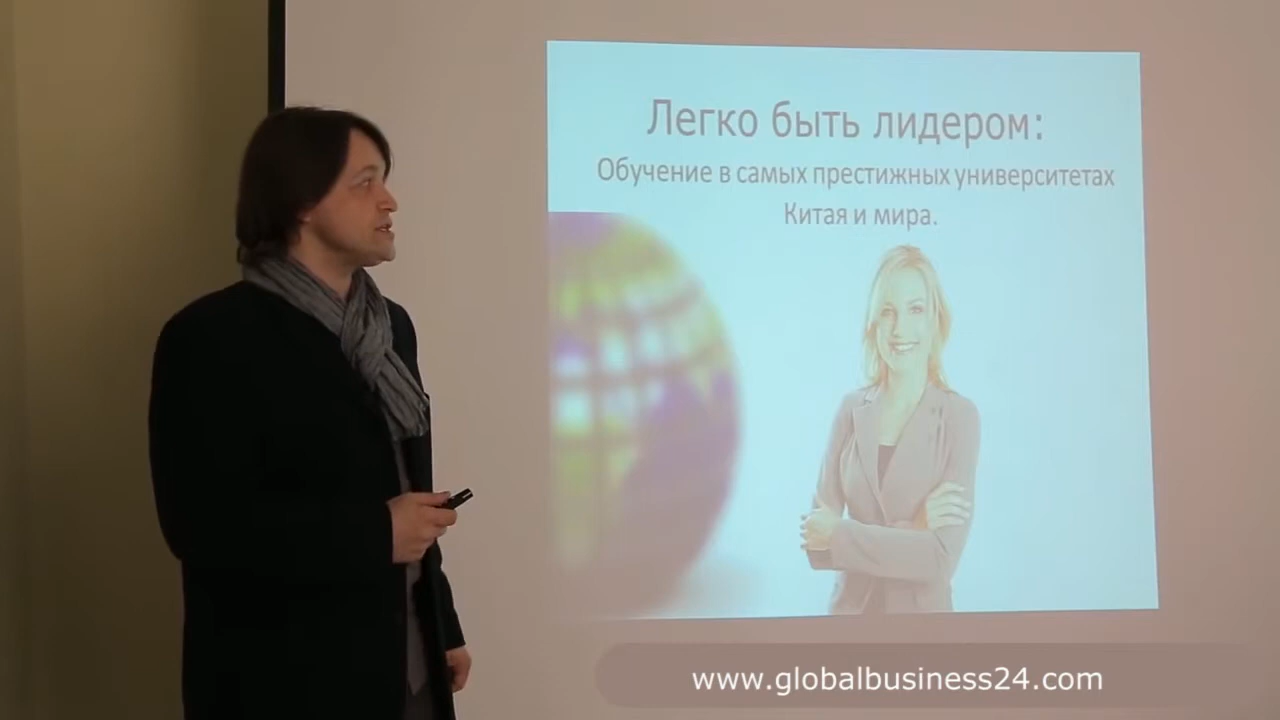 Легко быть лидером:
Обучение в самых престижных университетах
Китая и мира.
www.globalbusiness24.com